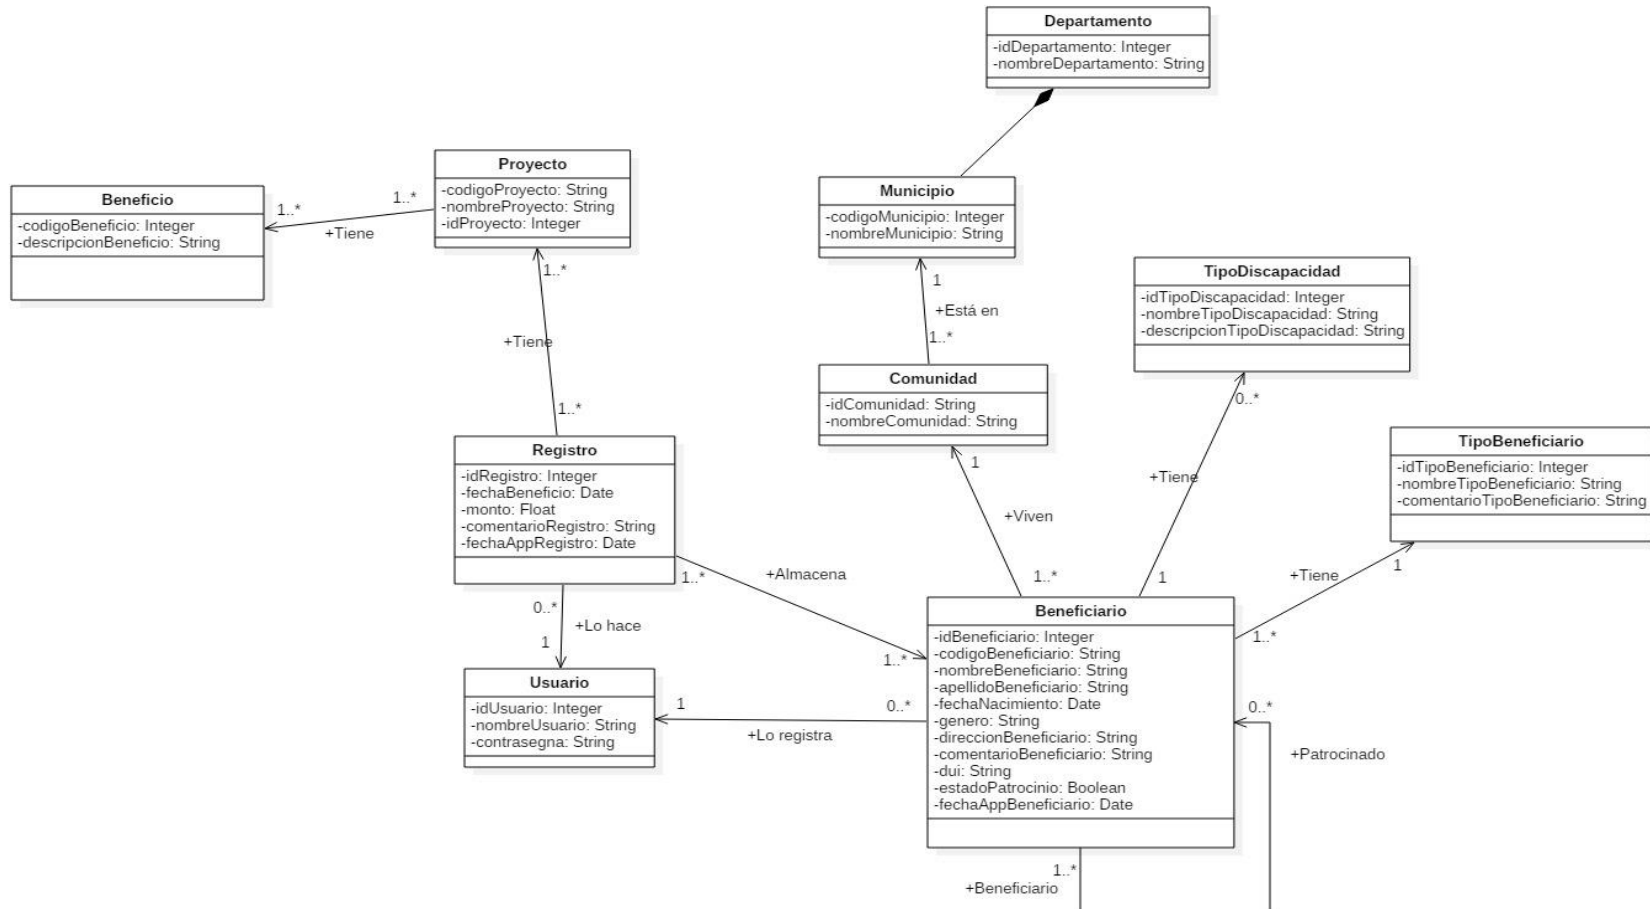 Departamento
-idDepartamento: Integer
-nombreDepartamento: String
Proyecto
-codigoProyecto: String
-nombreProyecto: String
-idProyecto: Integer
Beneficio
-codigoBeneficio: Integer
-descripcionBeneficio: String
1..*
1..*
+Tiene
Municipio
-codigoMunicipio: Integer
-nombreMunicipio: String
TipoDiscapacidad
-idTipoDiscapacidad: Integer
-nombreTipoDiscapacidad: String
-descripcionTipoDiscapacidad: String
1..*
+Tiene
1..*
1
+Está en
1..*
Comunidad
-idComunidad: String
-nombreComunidad: String
0..*
+Tiene
1
TipoBeneficiario
-idTipoBeneficiario: Integer
-nombreTipoBeneficiario: String
-comentarioTipoBeneficiario: String
Registro
-idRegistro: Integer
-fechaBeneficio: Date
-monto: Float
-comentarioRegistro: String
-fechaAppRegistro: Date
1
+Viven
1..*
1..*
+Almacena
1..*
1
+Tiene
1..*
0..*
+Lo hace
1
Usuario
-idUsuario: Integer
-nombreUsuario: String
-contrasegna: String
1
0..*
+Lo registra
Beneficiario
-idBeneficiario: Integer
-codigoBeneficiario: String
-nombreBeneficiario: String
-apellidoBeneficiario: String
-fechaNacimiento: Date
-genero: String
-direccionBeneficiario: String
-comentarioBeneficiario: String
-dui: String
-estadoPatrocinio: Boolean
-fechaAppBeneficiario: Date
0..*
+Patrocinado
1..*
+Beneficiario